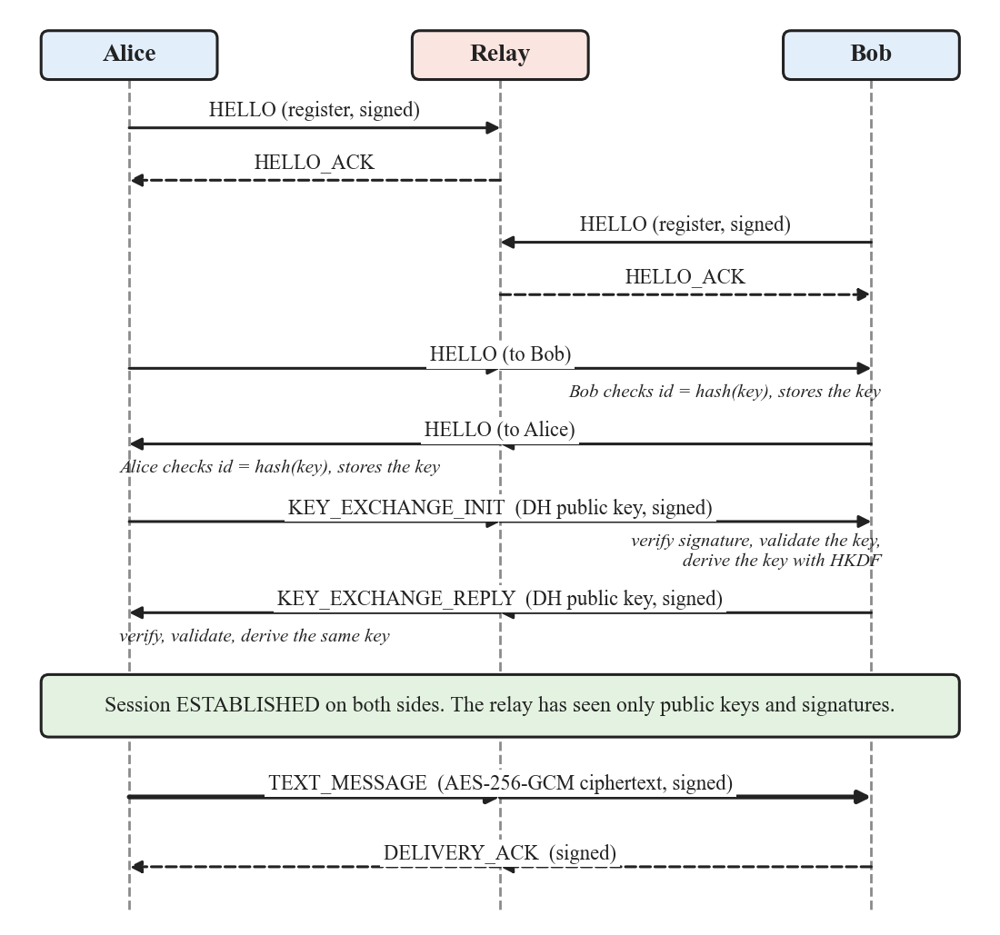 Alice
Relay
Bob
HELLO (register, signed)
HELLO_ACK
HELLO (register, signed)
HELLO_ACK
HELLO (to Bob)
Bob checks id = hash(key), stores the key
HELLO (to Alice)
Alice checks id = hash(key), stores the key
KEY_EXCHANGE_INIT (DH public key, signed)
verify signature, validate the key,
derive the key with HKDF
KEY_EXCHANGE_REPLY (DH public key, signed)
verify, validate, derive the same key
Session ESTABLISHED on both sides. The relay has seen only public keys and signatures.
TEXT_MESSAGE (AES-256-GCM ciphertext, signed)
DELIVERY_ACK (signed)